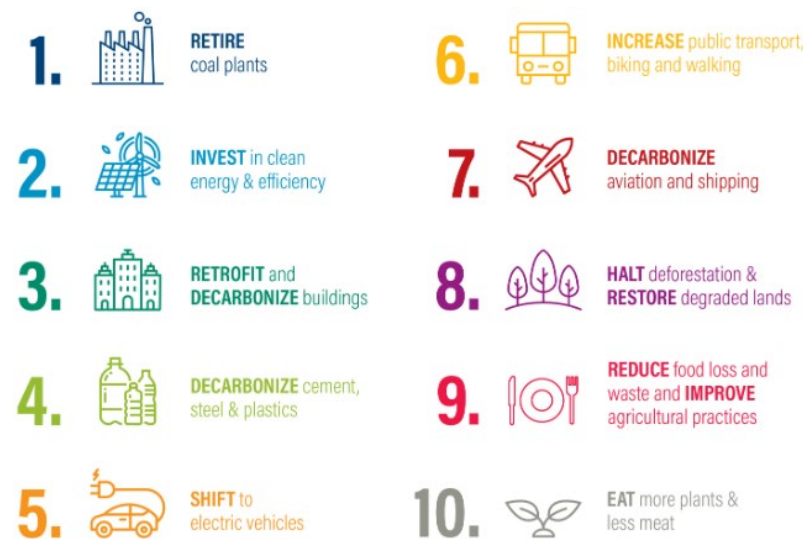 1.
RETIRE
coal plants
2.
INVEST in clean
energy & efficiency
3.
RETROFIT and
DECARBONIZE buildings
4.
DECARBONIZE cement,
steel & plastics
5.
SHIFT to
electric vehicles
6.
INCREASE public transport,
biking and walking
7.
DECARBONIZE
aviation and shipping
8.
HALT deforestation &
RESTORE degraded lands
9.
REDUCE food loss and
waste and IMPROVE
agricultural practices
10.
EAT more plants &
less meat